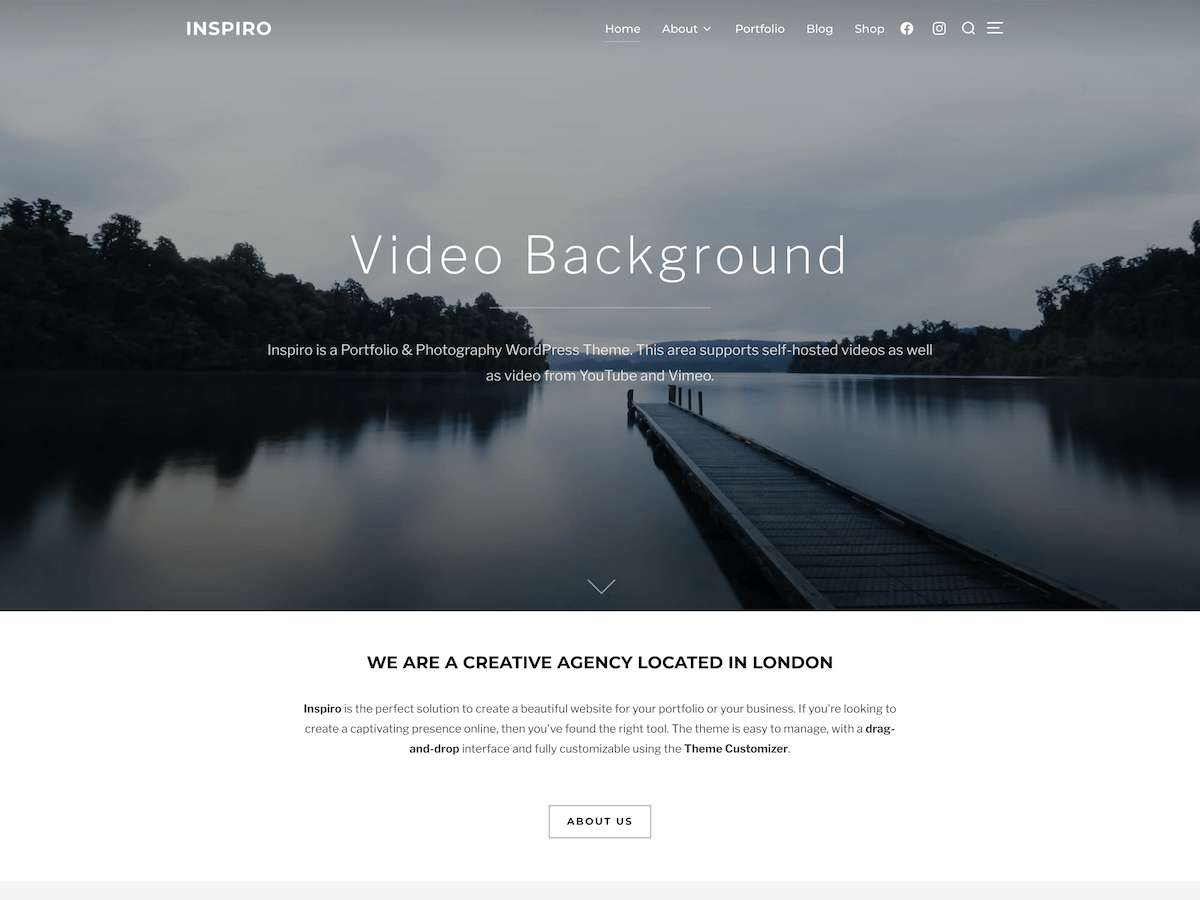 INSPIRO
Home About Portfolio Blog Shop
Video Background
Inspiro is a Portfolio & Photography WordPress Theme. This area supports self-hosted videos as well
as video from YouTube and Vimeo.
WE ARE A CREATIVE AGENCY LOCATED IN LONDON
Inspiro is the perfect solution to create a beautiful website for your portfolio or your business. If you're looking to
create a captivating presence online, then you've found the right tool. The theme is easy to manage, with a drag-
and-drop interface and fully customizable using the Theme Customizer.
ABOUT US